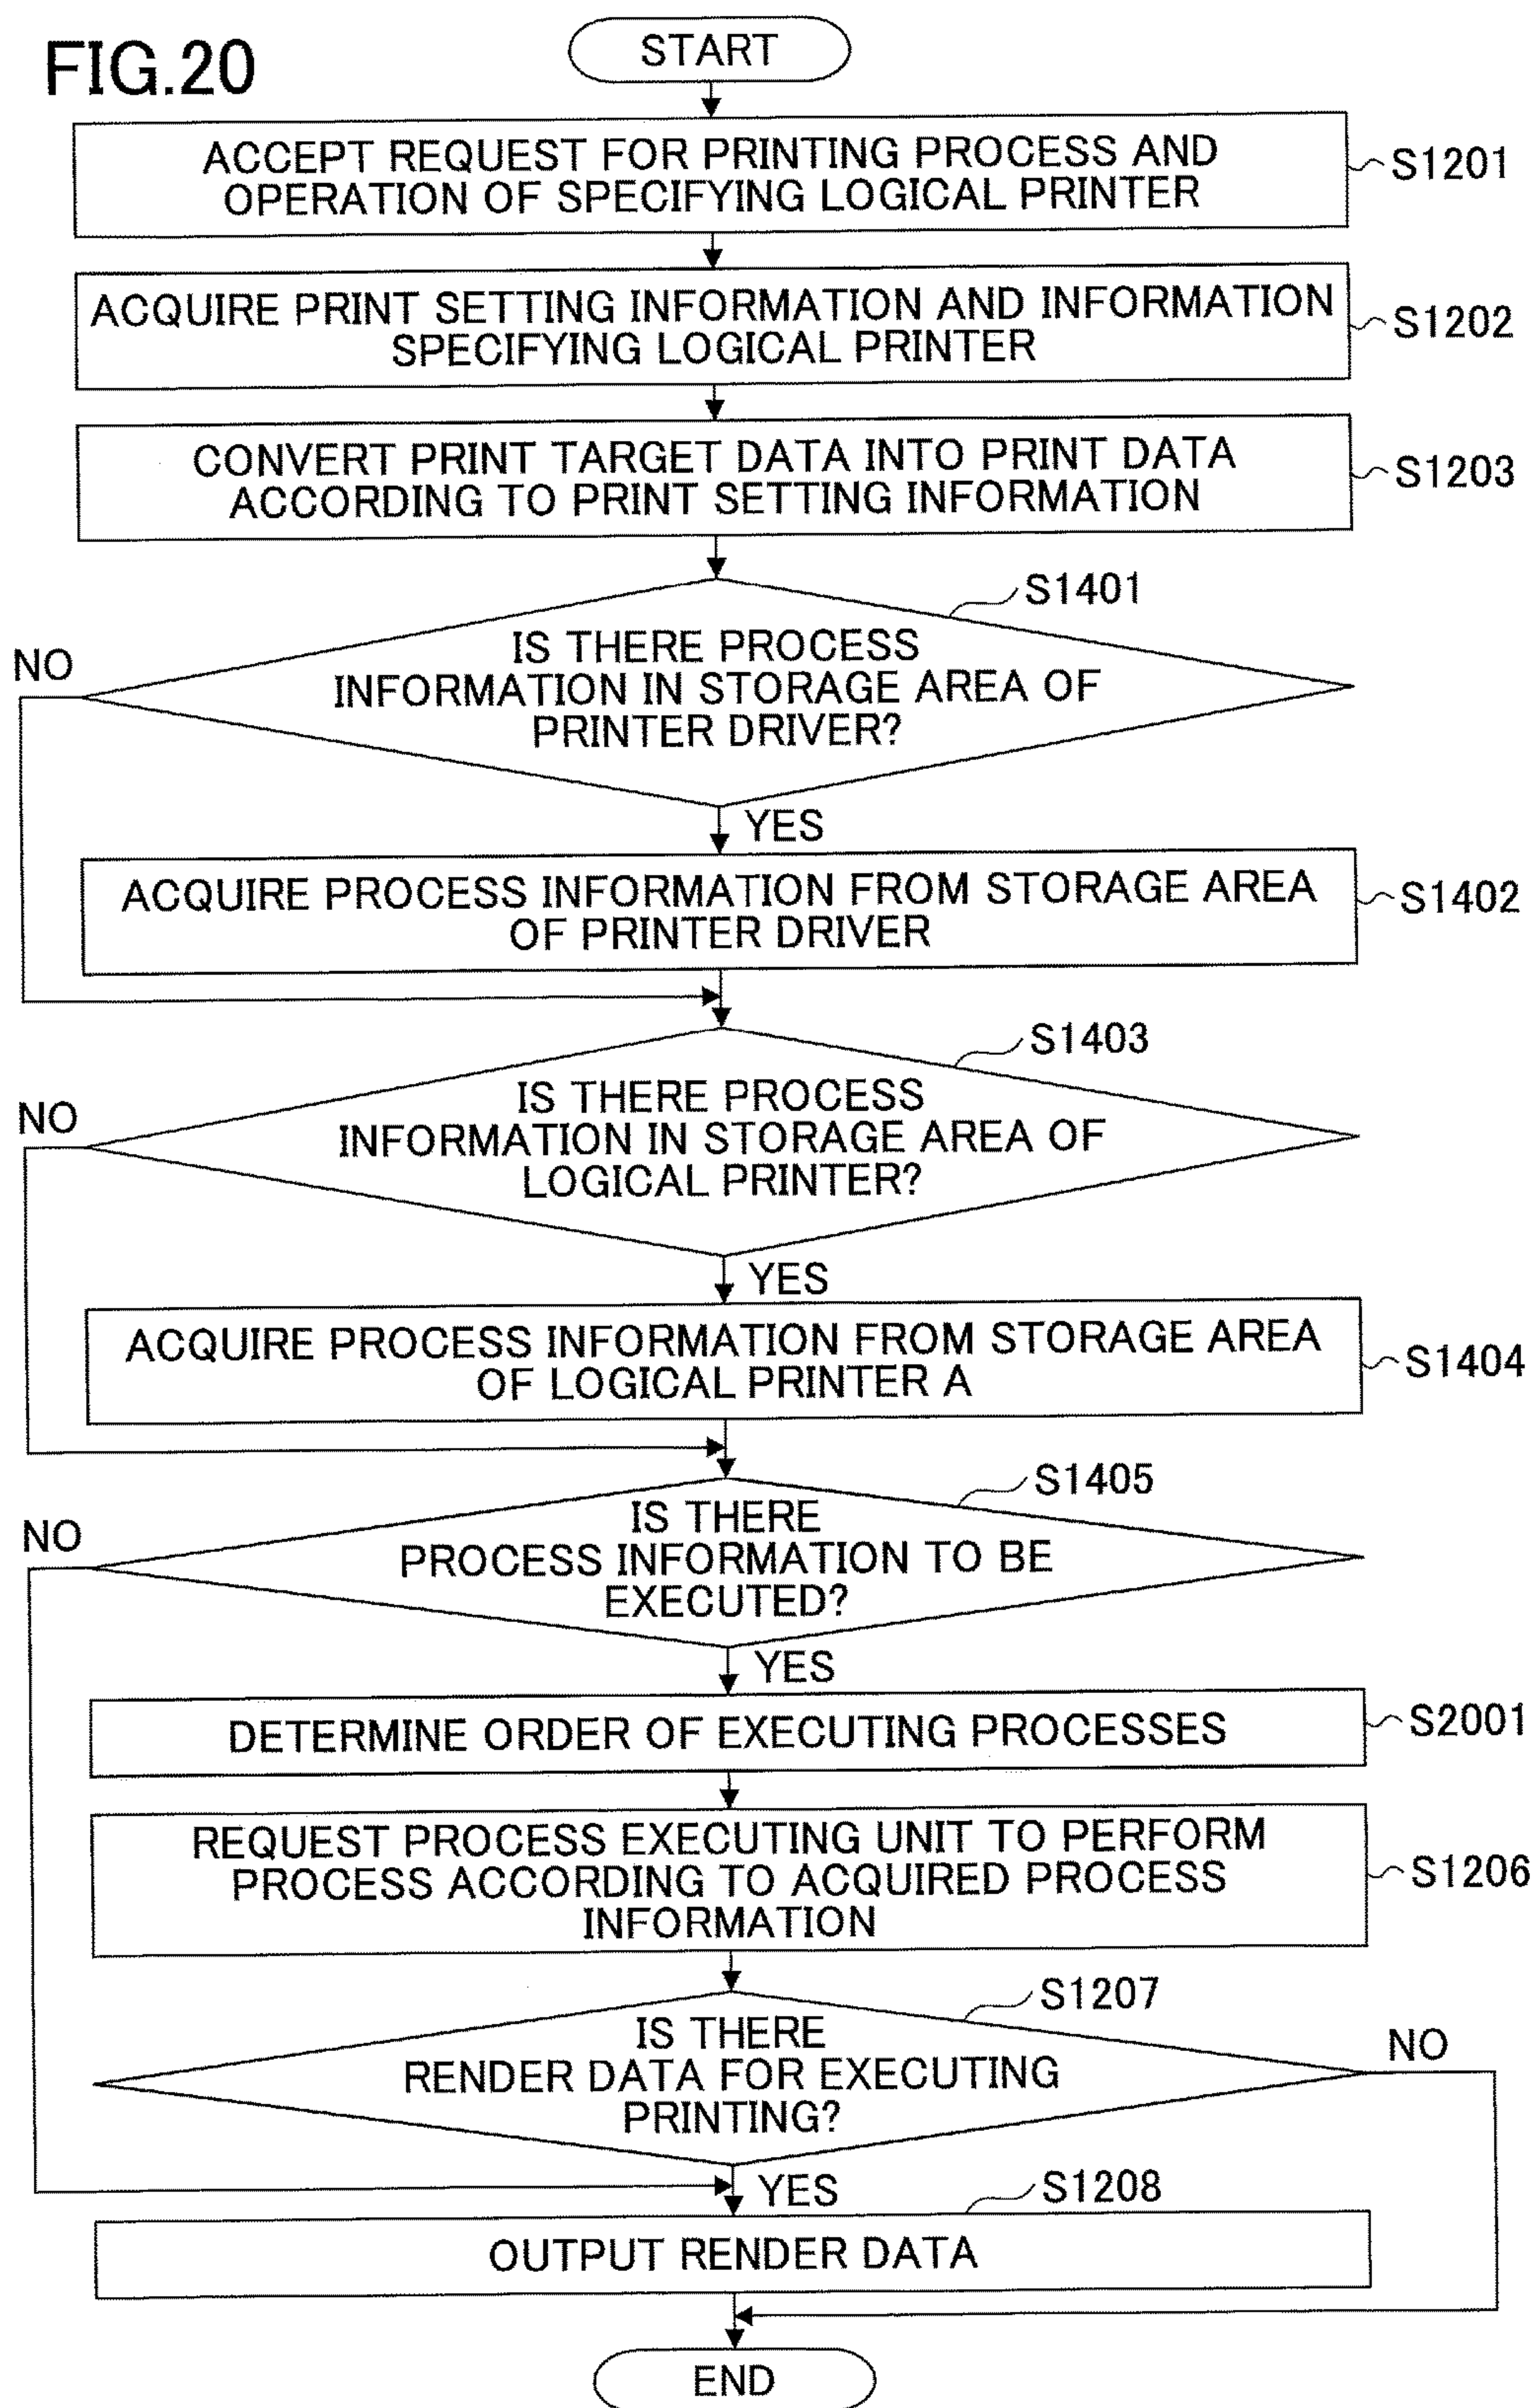 FIG.20
START
ACCEPT REQUEST FOR PRINTING PROCESS AND
OPERATION OF SPECIFYING LOGICAL PRINTER
S1201
ACQUIRE PRINT SETTING INFORMATION AND INFORMATION
SPECIFYING LOGICAL PRINTER
S1202
CONVERT PRINT TARGET DATA INTO PRINT DATA
ACCORDING TO PRINT SETTING INFORMATION
S1203
S1401
IS THERE PROCESS
INFORMATION IN STORAGE AREA OF
PRINTER DRIVER?
NO
YES
ACQUIRE PROCESS INFORMATION FROM STORAGE AREA
OF PRINTER DRIVER
S1402
S1403
IS THERE PROCESS
INFORMATION IN STORAGE AREA OF
LOGICAL PRINTER?
NO
YES
ACQUIRE PROCESS INFORMATION FROM STORAGE AREA
OF LOGICAL PRINTER A
S1404
S1405
IS THERE
PROCESS INFORMATION TO BE
EXECUTED?
NO
YES
DETERMINE ORDER OF EXECUTING PROCESSES
S2001
REQUEST PROCESS EXECUTING UNIT TO PERFORM
PROCESS ACCORDING TO ACQUIRED PROCESS
INFORMATION
S1206
S1207
IS THERE
RENDER DATA FOR EXECUTING
PRINTING?
NO
YES
S1208
OUTPUT RENDER DATA
END